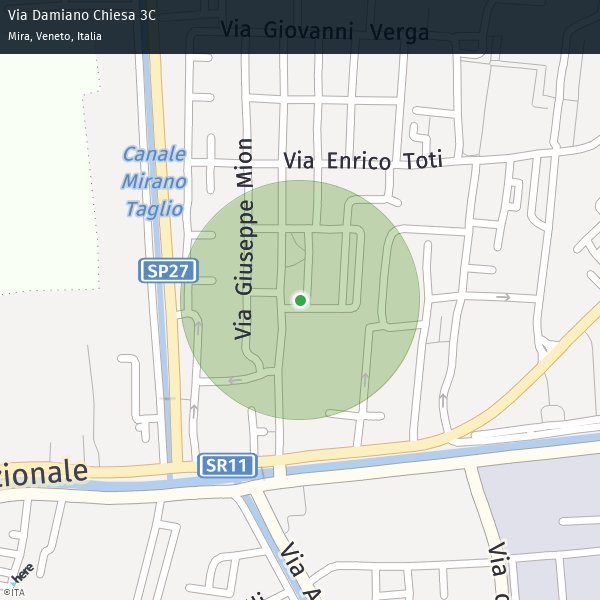 Via Damiano Chiesa 3C
Mira, Veneto, Italia
Via Giovanni Verga
Canale
Mirano
Taglio
Via Enrico Toti
Via Giuseppe Mion
SP27
SR11
zionale
Via A
Via d
here
©ITA